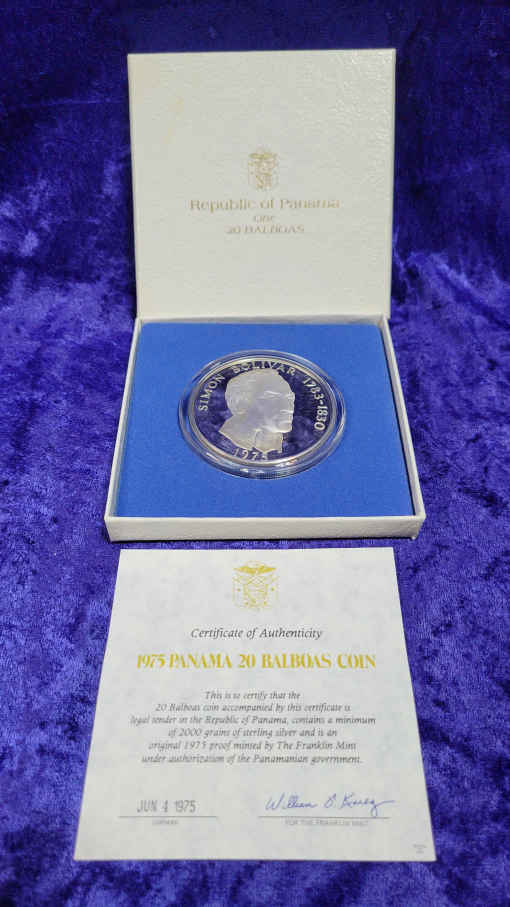 Republic of Panama
One
20 BALBOAS
SIMON BOLIVAR 1783-1830
1975
Certificate of Authenticity
1975 PANAMA 20 BALBOAS COIN
This is to certify that the
20 Balboas coin accompanied by this certificate is
legal tender in the Republic of Panama, contains a minimum
of 2000 grains of sterling silver and is an
original 1975 proof minted by The Franklin Mint
under authorization of the Panamanian government.
JUN 4 1975
FOR THE FRANKLIN MINT